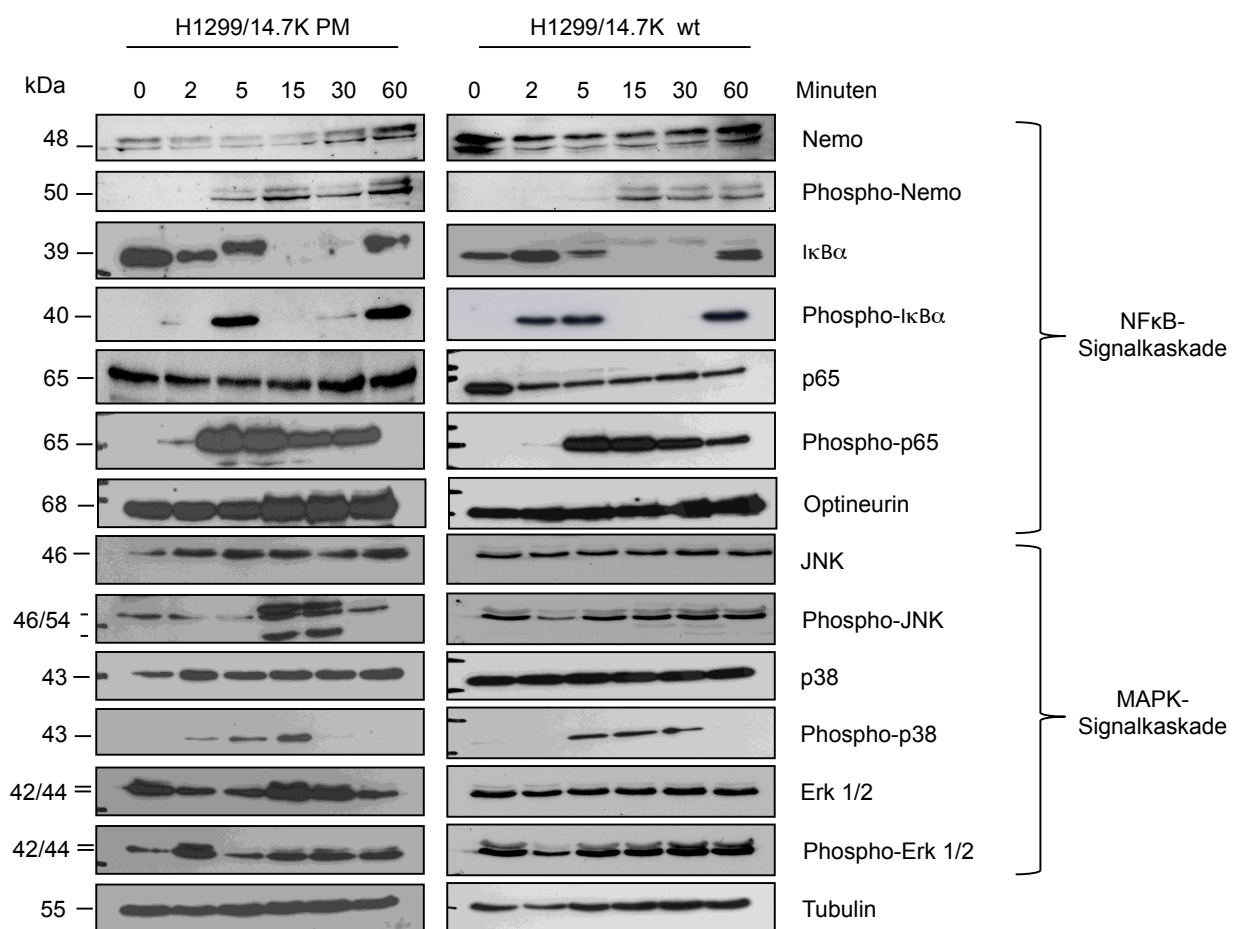 H1299/14.7K PM
H1299/14.7K wt
kDa
0 2 5 15 30 60
0 2 5 15 30 60
Minuten
48
Nemo
50
Phospho-Nemo
39
IκBα
40
Phospho-IκBα
65
p65
65
Phospho-p65
68
Optineurin
NFκB-
Signalkaskade
46
JNK
46/54
Phospho-JNK
43
p38
43
Phospho-p38
42/44
Erk 1/2
42/44
Phospho-Erk 1/2
MAPK-
Signalkaskade
55
Tubulin